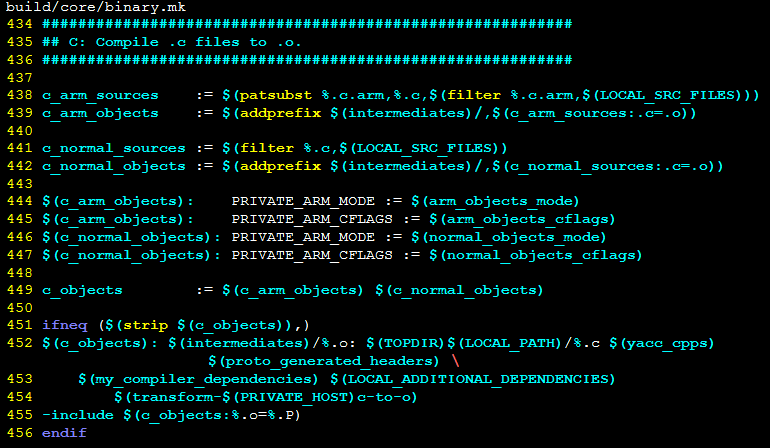 build/core/binary.mk
434 ###########################################################
435 ## C: Compile .c files to .o.
436 ###########################################################
437
438 c_arm_sources    := $(patsubst %.c.arm,%.c,$(filter %.c.arm,$(LOCAL_SRC_FILES)))
439 c_arm_objects    := $(addprefix $(intermediates)/,$(c_arm_sources:.c=.o))
440
441 c_normal_sources := $(filter %.c,$(LOCAL_SRC_FILES))
442 c_normal_objects := $(addprefix $(intermediates)/,$(c_normal_sources:.c=.o))
443
444 $(c_arm_objects):    PRIVATE_ARM_MODE := $(arm_objects_mode)
445 $(c_arm_objects):    PRIVATE_ARM_CFLAGS := $(arm_objects_cflags)
446 $(c_normal_objects): PRIVATE_ARM_MODE := $(normal_objects_mode)
447 $(c_normal_objects): PRIVATE_ARM_CFLAGS := $(normal_objects_cflags)
448
449 c_objects        := $(c_arm_objects) $(c_normal_objects)
450
451 ifneq ($(strip $(c_objects)),)
452 $(c_objects): $(intermediates)/%.o: $(TOPDIR)$(LOCAL_PATH)/%.c $(yacc_cpps)
$(proto_generated_headers) \
453     $(my_compiler_dependencies) $(LOCAL_ADDITIONAL_DEPENDENCIES)
454         $(transform-$(PRIVATE_HOST)c-to-o)
455 -include $(c_objects:%.o=%.P)
456 endif